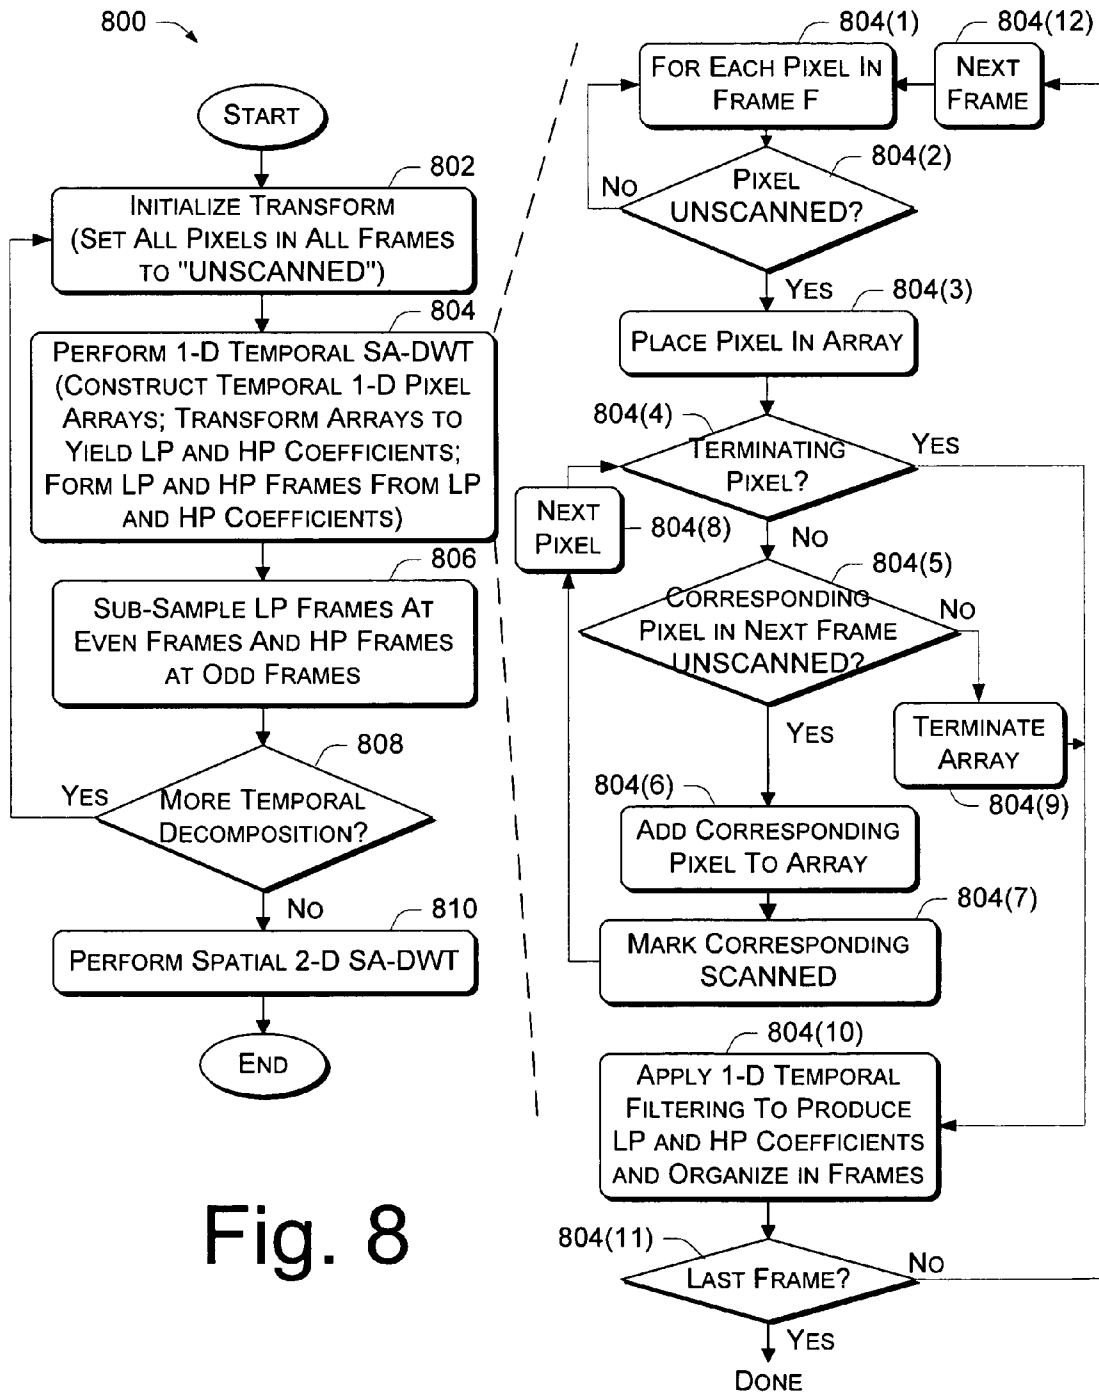 800
START
802
INITIALIZE TRANSFORM
(SET ALL PIXELS IN ALL FRAMES
TO "UNSCANNED")
804
PERFORM 1-D TEMPORAL SA-DWT
(CONSTRUCT TEMPORAL 1-D PIXEL
ARRAYS; TRANSFORM ARRAYS TO
YIELD LP AND HP COEFFICIENTS;
FORM LP AND HP FRAMES FROM LP
AND HP COEFFICIENTS)
806
SUB-SAMPLE LP FRAMES AT
EVEN FRAMES AND HP FRAMES
AT ODD FRAMES
808
YES
MORE TEMPORAL
DECOMPOSITION?
NO
810
PERFORM SPATIAL 2-D SA-DWT
END
Fig. 8
804(1)
FOR EACH PIXEL IN
FRAME F
804(12)
NEXT
FRAME
804(2)
NO
PIXEL
UNSCANNED?
YES
804(3)
PLACE PIXEL IN ARRAY
804(4)
TERMINATING
PIXEL?
YES
NEXT
PIXEL
804(8)
NO
804(5)
CORRESPONDING
PIXEL IN NEXT FRAME
UNSCANNED?
NO
YES
TERMINATE
ARRAY
804(9)
804(6)
ADD CORRESPONDING
PIXEL TO ARRAY
804(7)
MARK CORRESPONDING
SCANNED
804(10)
APPLY 1-D TEMPORAL
FILTERING TO PRODUCE
LP AND HP COEFFICIENTS
AND ORGANIZE IN FRAMES
804(11)
LAST FRAME?
NO
YES
DONE